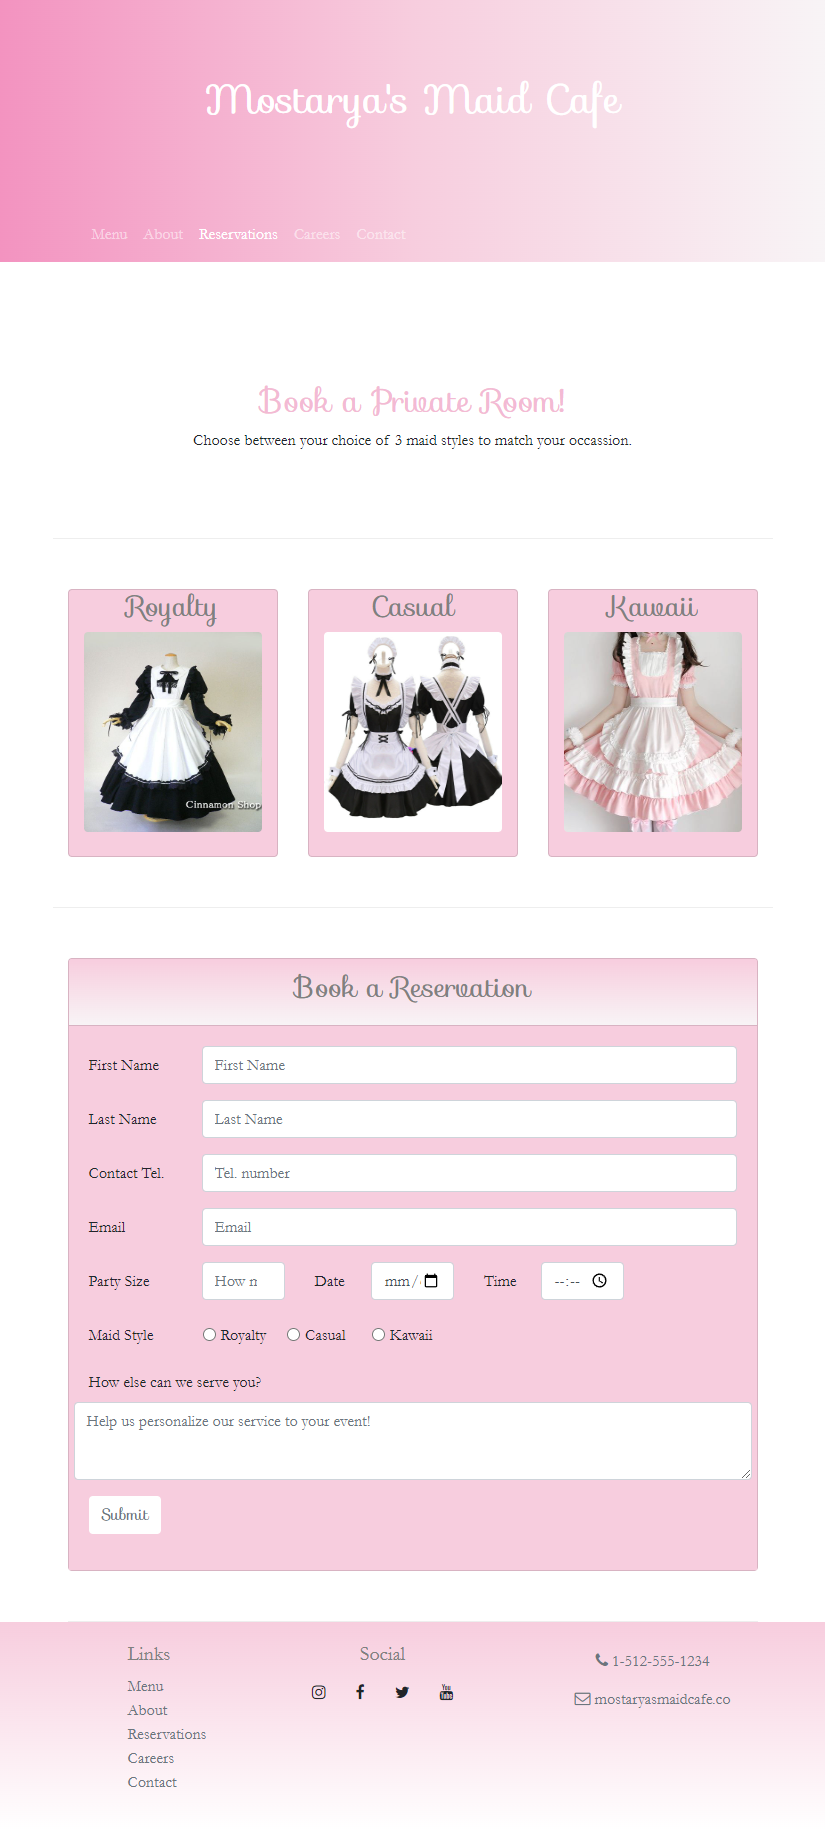 Mostarya's Maid Cafe
Menu About Reservations Careers Contact
Book a Private Room!
Choose between your choice of 3 maid styles to match your occassion.
Royalty
Casual
Kawaii
Cinnamon Shop
Book a Reservation
First Name First Name
Last Name Last Name
Contact Tel. Tel. number
Email Email
Party Size How n Date mm/ Time --:--
Maid Style Royalty Casual Kawaii
How else can we serve you?
Help us personalize our service to your event!
Submit
Links
Menu
About
Reservations
Careers
Contact
Social
You Tube
1-512-555-1234
mostaryasmaidcafe.co